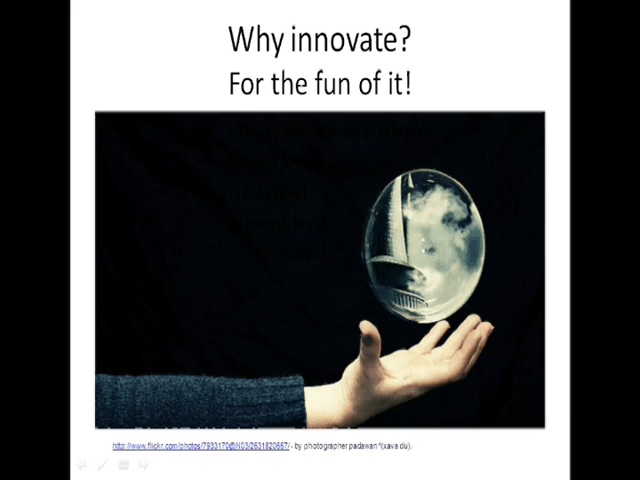 Why innovate?
For the fun of it!
http://www.flickr.com/photos/7933170@N03/2631820657/ - by photographer padawan *(xava du).